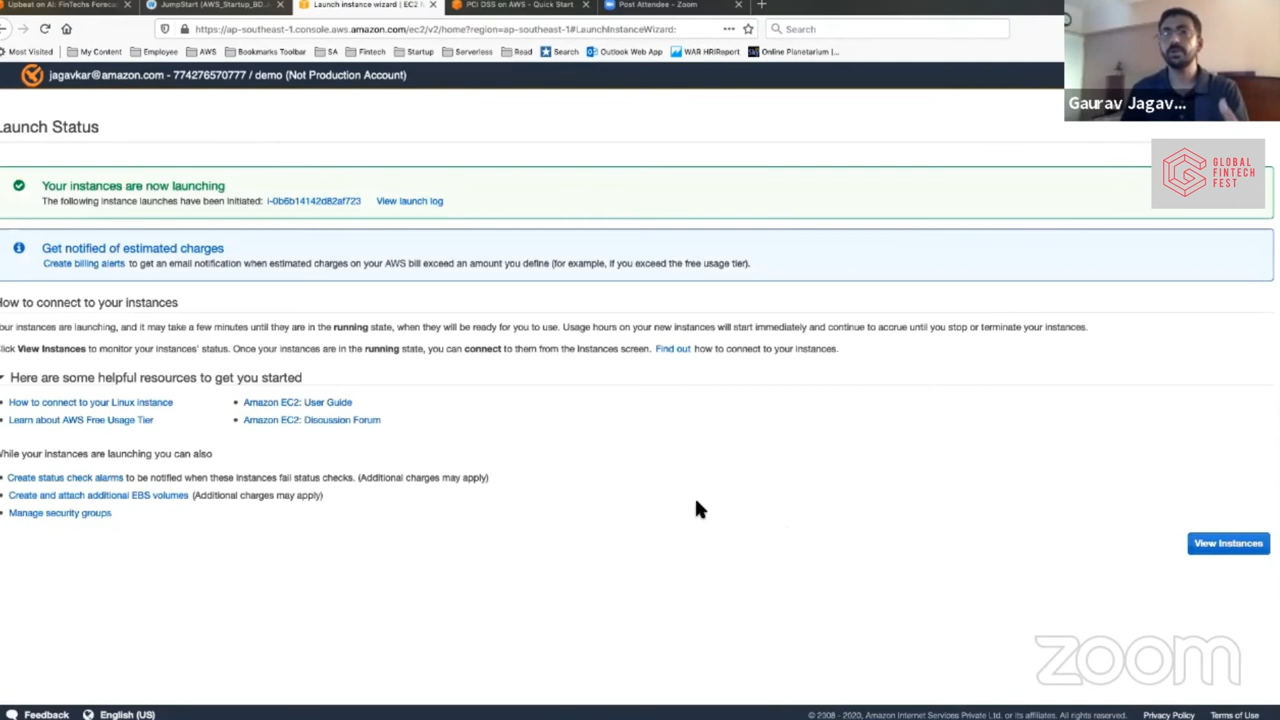 Upbeat on AI: FinTechs Forecas
JumpStart (AWS_Startup_BD.
Launch instance wizard | EC2
PCI DSS on AWS - Quick Start
Post Attendee - Zoom
https://ap-southeast-1.console.aws.amazon.com/ec2/v2/home?region=ap-southeast-1#LaunchInstanceWizard:
Search
Most Visited
My Content
Employee
AWS
Bookmarks Toolbar
SA
Fintech
Startup
Serverless
Read
Search
Outlook Web App
WAR HRIReport
Online Planetarium |...
jagavkar@amazon.com - 774276570777 / demo (Not Production Account)
Gaurav Jagav...
GLOBAL
FINTECH
FEST
Launch Status
Your instances are now launching
The following instance launches have been initiated: i-0b6b14142d82af723 View launch log
Get notified of estimated charges
Create billing alerts to get an email notification when estimated charges on your AWS bill exceed an amount you define (for example, if you exceed the free usage tier).
How to connect to your instances
our instances are launching, and it may take a few minutes until they are in the running state, when they will be ready for you to use. Usage hours on your new instances will start immediately and continue to accrue until you stop or terminate your instances.
lick View Instances to monitor your instances' status. Once your instances are in the running state, you can connect to them from the Instances screen. Find out how to connect to your instances.
Here are some helpful resources to get you started
• How to connect to your Linux instance
• Amazon EC2: User Guide
• Learn about AWS Free Usage Tier
• Amazon EC2: Discussion Forum
While your instances are launching you can also
• Create status check alarms to be notified when these instances fail status checks. (Additional charges may apply)
• Create and attach additional EBS volumes (Additional charges may apply)
• Manage security groups
View Instances
zoom
Feedback
English (US)
© 2008 - 2020, Amazon Internet Services Private Ltd. or its affiliates. All rights reserved.
Privacy Policy
Terms of Use